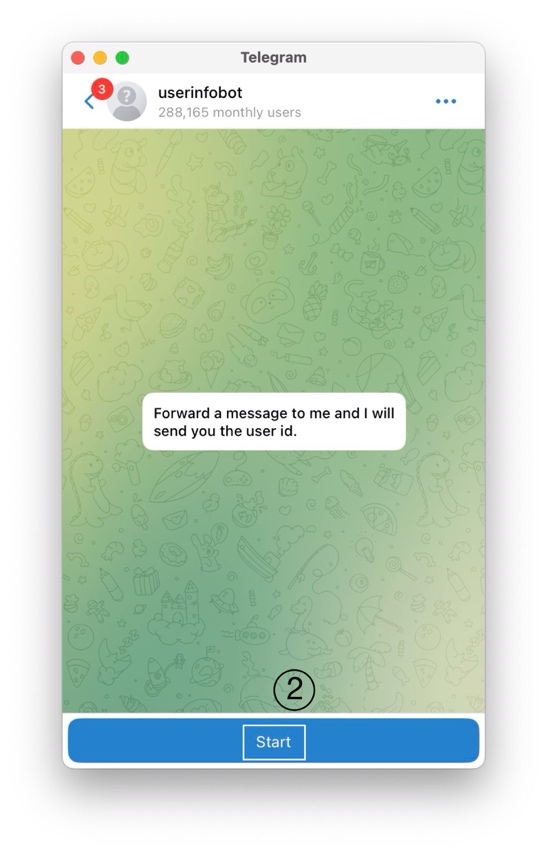 Telegram
3
userinfobot
288,165 monthly users
Forward a message to me and I will
send you the user id.
2
Start